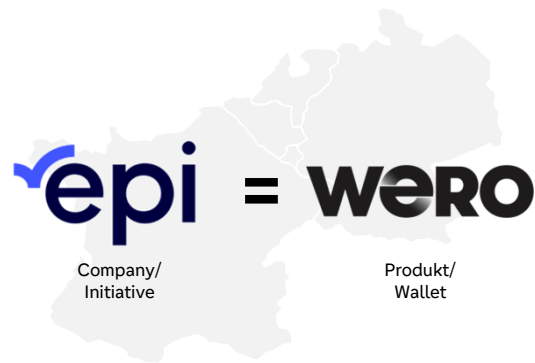 epi = wero
Company/ Produkt/
Initiative Wallet